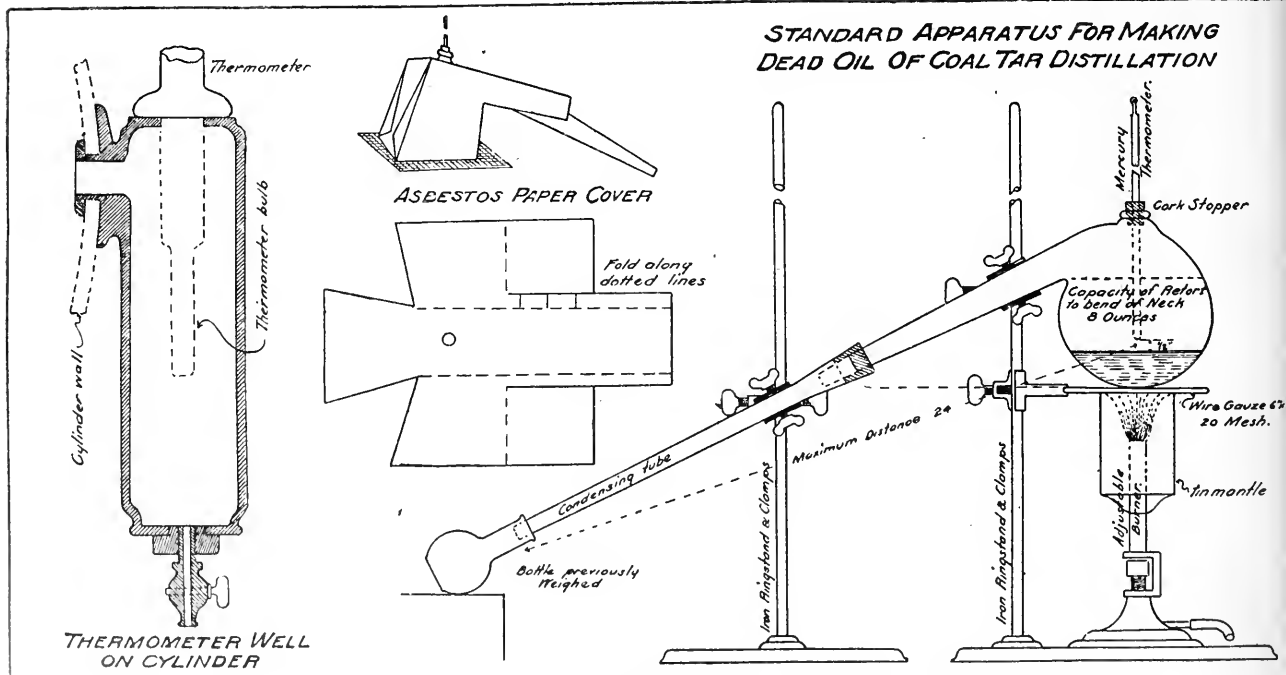 STANDARD APPARATUS FOR MAKING
DEAD OIL OF COAL TAR DISTILLATION
Thermometer
Thermometer bulb
Cylinder wall
THERMOMETER WELL
ON CYLINDER
ASBESTOS PAPER COVER
Fold along
dotted lines
Mercury
Thermometer.
Cork Stopper
Capacity of Retort
to bend of Neck
8 Ounces
Wire Gauze 6"x
20 Mesh.
Tin mantle
Adjustable
Burner.
Iron Ringstand & Clamps
Iron Ringstand & Clamps
Maximum Distance 24
Condensing tube
Bottle previously
Weighed